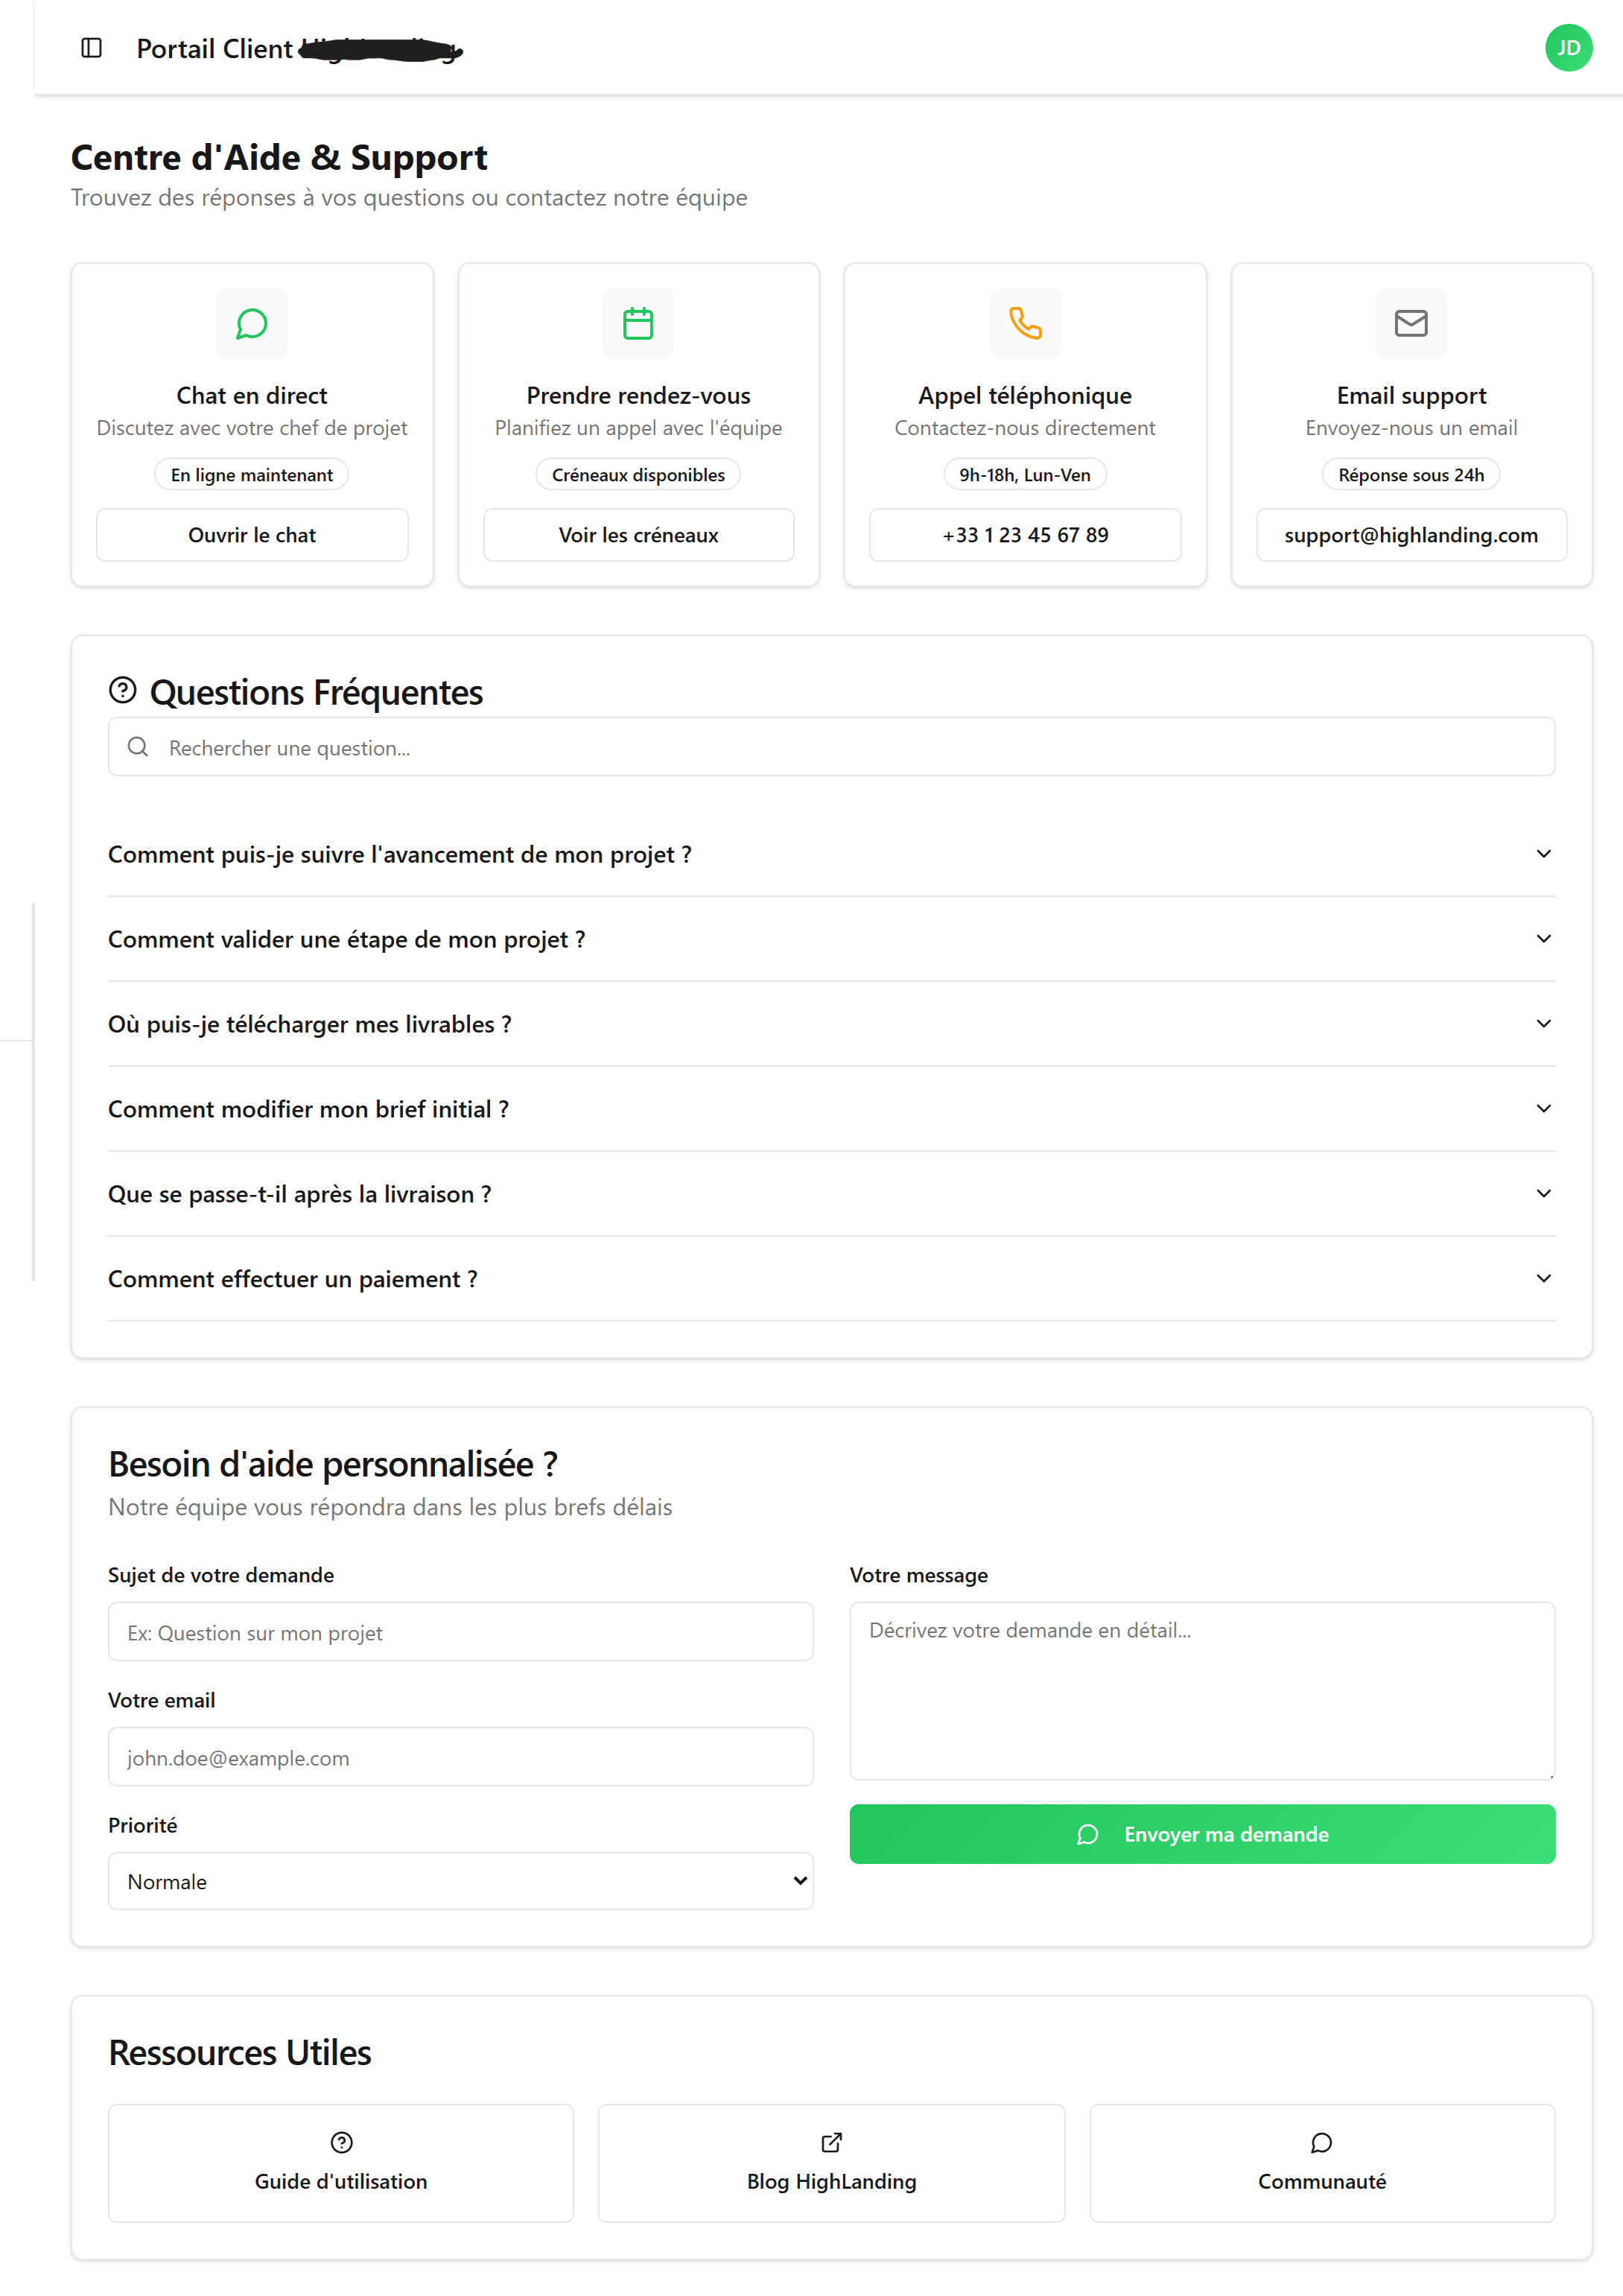 Portail Client
JD
Centre d'Aide & Support
Trouvez des réponses à vos questions ou contactez notre équipe
Chat en direct
Discutez avec votre chef de projet
En ligne maintenant
Ouvrir le chat
Prendre rendez-vous
Planifiez un appel avec l'équipe
Créneaux disponibles
Voir les créneaux
Appel téléphonique
Contactez-nous directement
9h-18h, Lun-Ven
+33 1 23 45 67 89
Email support
Envoyez-nous un email
Réponse sous 24h
support@highlanding.com
Questions Fréquentes
Rechercher une question...
Comment puis-je suivre l'avancement de mon projet ?
Comment valider une étape de mon projet ?
Où puis-je télécharger mes livrables ?
Comment modifier mon brief initial ?
Que se passe-t-il après la livraison ?
Comment effectuer un paiement ?
Besoin d'aide personnalisée ?
Notre équipe vous répondra dans les plus brefs délais
Sujet de votre demande
Ex: Question sur mon projet
Votre email
john.doe@example.com
Priorité
Normale
Votre message
Décrivez votre demande en détail...
Envoyer ma demande
Ressources Utiles
Guide d'utilisation
Blog HighLanding
Communauté